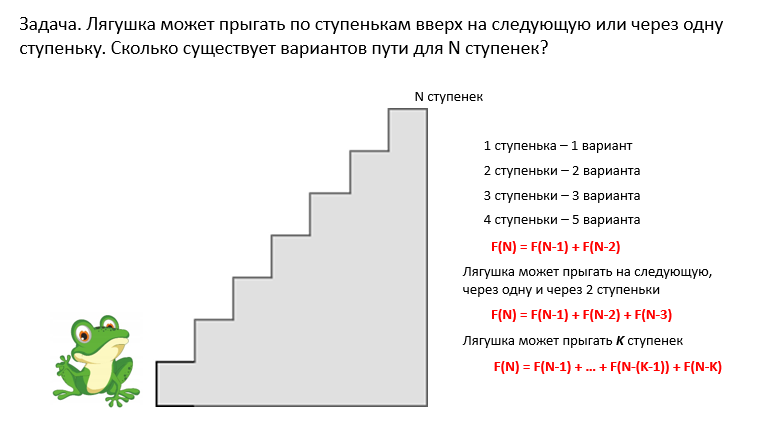 Задача. Лягушка может прыгать по ступенькам вверх на следующую или через одну
ступеньку. Сколько существует вариантов пути для N ступенек?
N ступенек
1 ступенька – 1 вариант
2 ступеньки – 2 варианта
3 ступеньки – 3 варианта
4 ступеньки – 5 варианта
F(N) = F(N-1) + F(N-2)
Лягушка может прыгать на следующую,
через одну и через 2 ступеньки
F(N) = F(N-1) + F(N-2) + F(N-3)
Лягушка может прыгать K ступенек
F(N) = F(N-1) + … + F(N-(K-1)) + F(N-K)